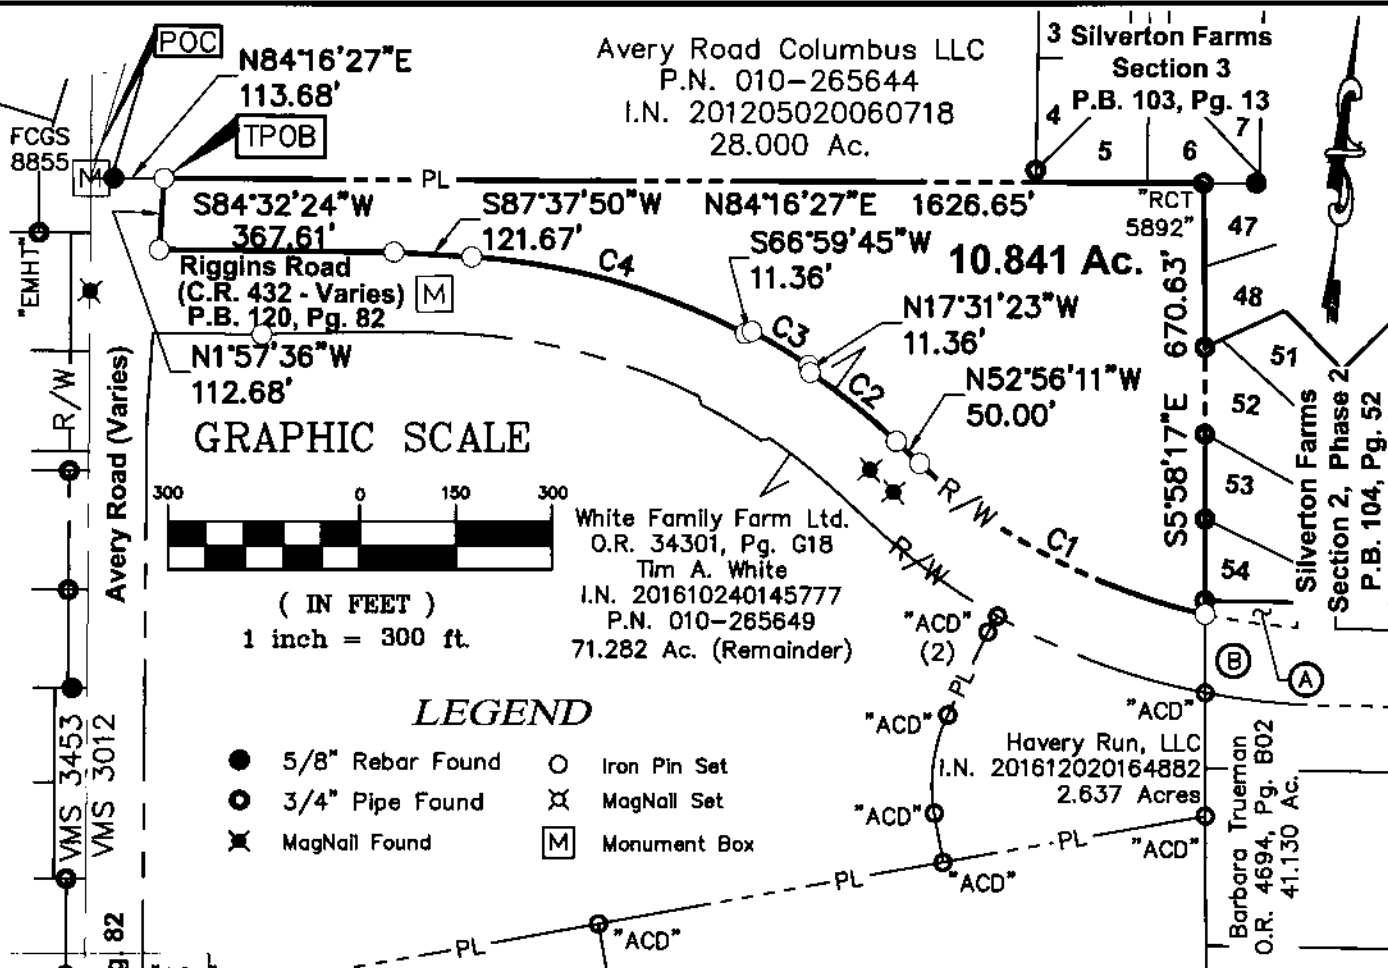 POC
N84°16'27"E
113.68'
TPOB
FCGS
8855
M
Avery Road Columbus LLC
P.N. 010-265644
I.N. 201205020060718
28.000 Ac.
3
Silverton Farms
Section 3
P.B. 103, Pg. 13
4
5
6
7
PL
S84°32'24"W
367.61'
S87°37'50"W
121.67'
N84°16'27"E 1626.65'
"RCT
5892"
47
"EMHT"
Riggins Road
(C.R. 432 - Varies)
P.B. 120, Pg. 82
M
C4
S66°59'45"W
11.36'
10.841 Ac.
48
C3
N17°31'23"W
11.36'
S5°58'17"E 670.63'
51
N1°57'36"W
112.68'
C2
N52°56'11"W
50.00'
52
R/W
Avery Road (Varies)
GRAPHIC SCALE
300
0
150
300
( IN FEET )
1 inch = 300 ft.
White Family Farm Ltd.
O.R. 34301, Pg. G18
Tim A. White
I.N. 201610240145777
P.N. 010-265649
71.282 Ac. (Remainder)
R/W
R/W
C1
53
54
Silverton Farms
Section 2, Phase 2
P.B. 104, Pg. 52
"ACD"
(2)
PL
B
A
"ACD"
"ACD"
LEGEND
5/8" Rebar Found
3/4" Pipe Found
MagNail Found
Iron Pin Set
MagNail Set
M
Monument Box
Havery Run, LLC
I.N. 201612020164882
2.637 Acres
"ACD"
PL
"ACD"
VMS 3453
VMS 3012
PL
"ACD"
Barbara Trueman
O.R. 4694, Pg. B02
41.130 Ac.
PL
"ACD"
g. 82